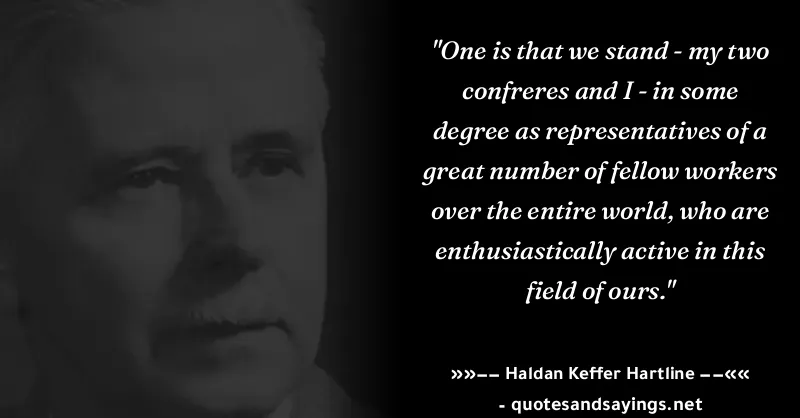 "One is that we stand - my two
confreres and I - in some
degree as representatives of a
great number of fellow workers
over the entire world, who are
enthusiastically active in this
field of ours."
»»−− Haldan Keffer Hartline −−««
- quotesandsayings.net